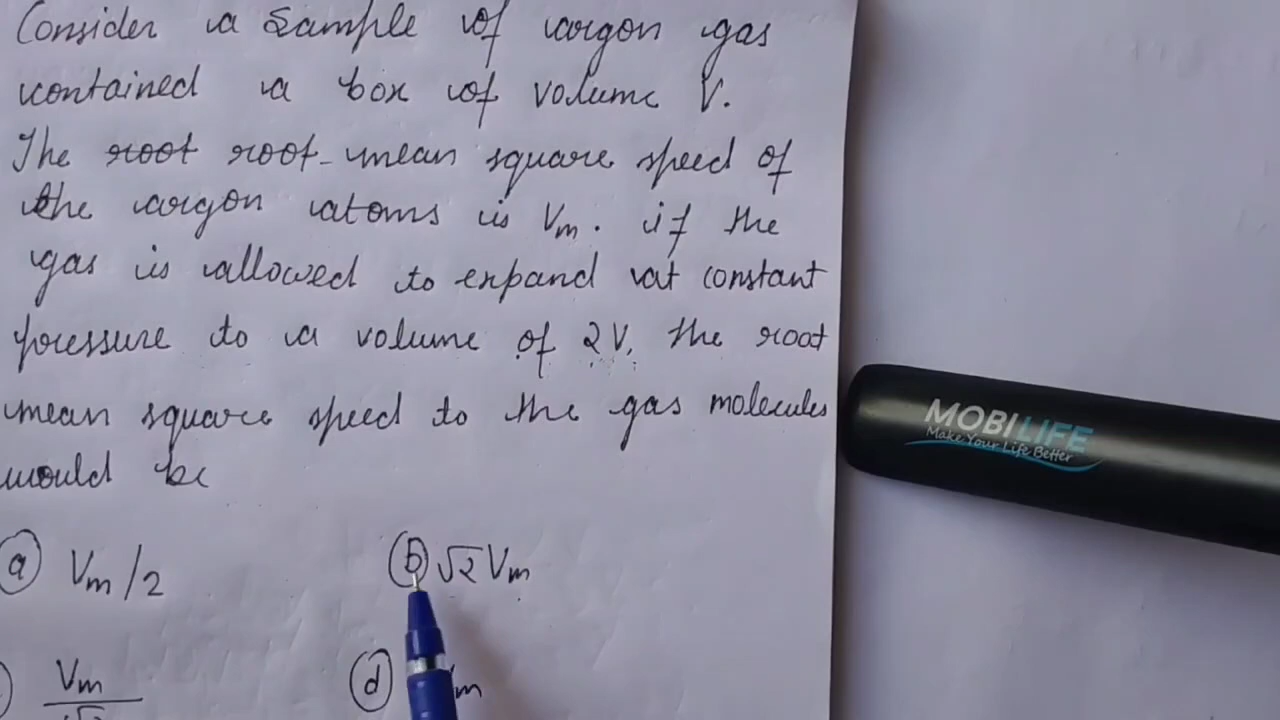 Consider a sample of argon gas
contained a box of volume V.
The root root-mean square speed of
the argon atoms is Vm. if the
gas is allowed to expand at constant
pressure to a volume of 2V, the root
mean square speed to the gas molecules
would be
(a) Vm/2
(b) √2 Vm
Vm
(d) m
MOBILIFE
Make Your Life Better